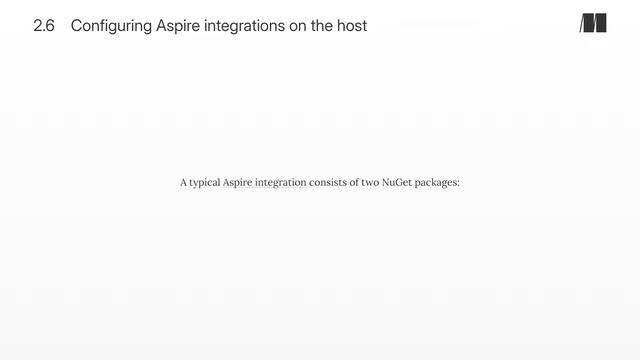 2.6 Configuring Aspire integrations on the host
A typical Aspire integration consists of two NuGet packages: